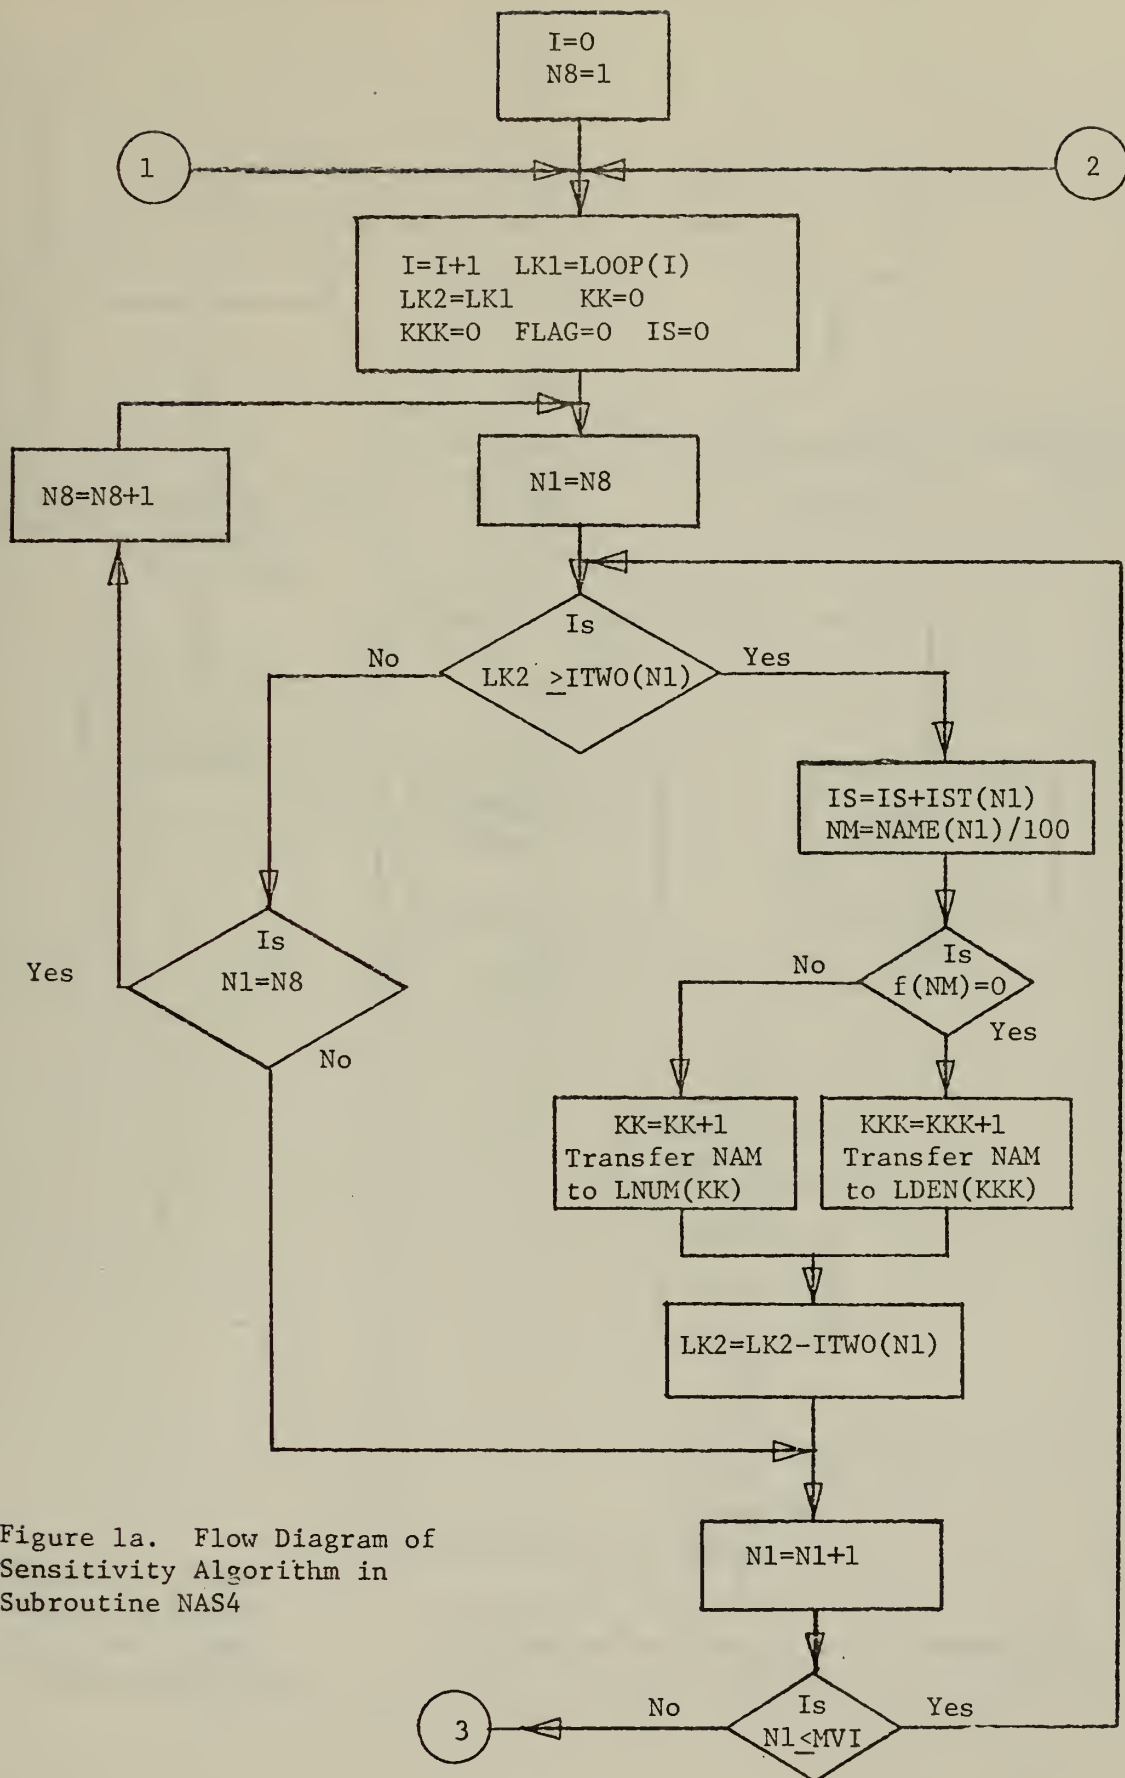 I=0
N8=1
1
2
I=I+1 LK1=LOOP(I)
LK2=LK1 KK=0
KKK=0 FLAG=0 IS=0
N8=N8+1
N1=N8
Is
LK2 ≥ITWO(N1)
No
Yes
IS=IS+IST(N1)
NM=NAME(N1)/100
Is
N1=N8
Yes
No
Is
f(NM)=0
No
Yes
KK=KK+1
Transfer NAM
to LNUM(KK)
KKK=KKK+1
Transfer NAM
to LDEN(KKK)
LK2=LK2-ITWO(N1)
Figure 1a. Flow Diagram of
Sensitivity Algorithm in
Subroutine NAS4
N1=N1+1
Is
N1≤MVI
No
Yes
3